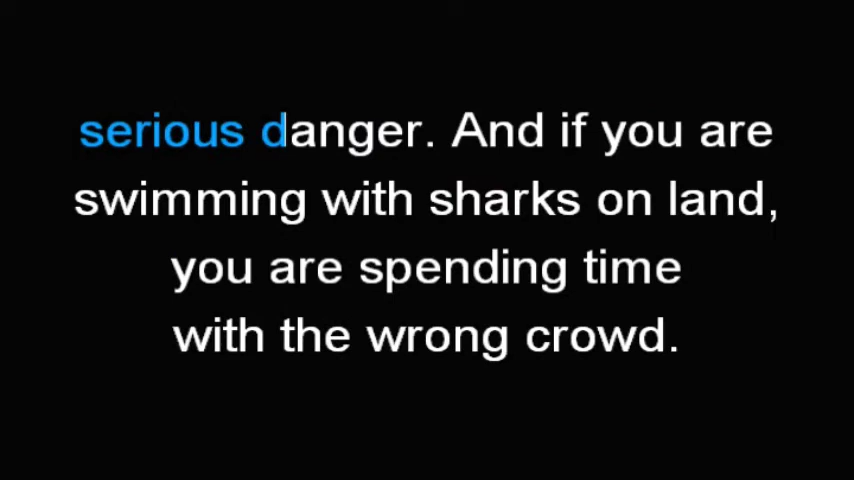 serious danger. And if you are
swimming with sharks on land,
you are spending time
with the wrong crowd.